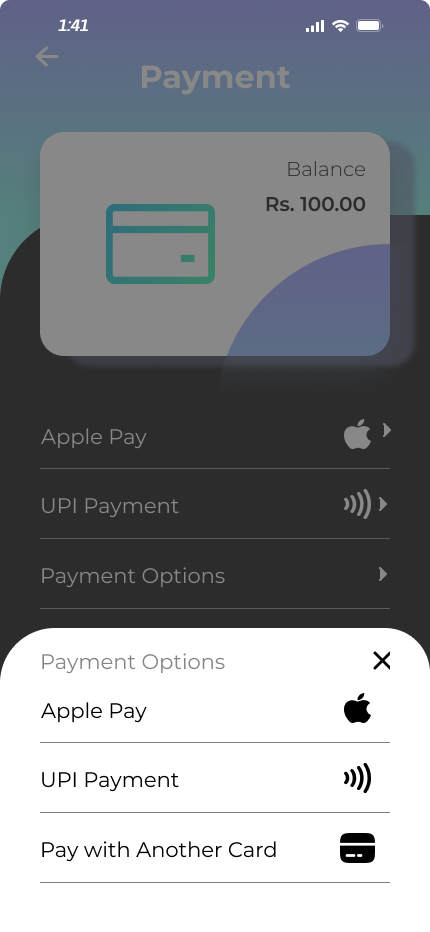 1:41
Payment
Balance
Rs. 100.00
Apple Pay
UPI Payment
Payment Options
Payment Options
Apple Pay
UPI Payment
Pay with Another Card